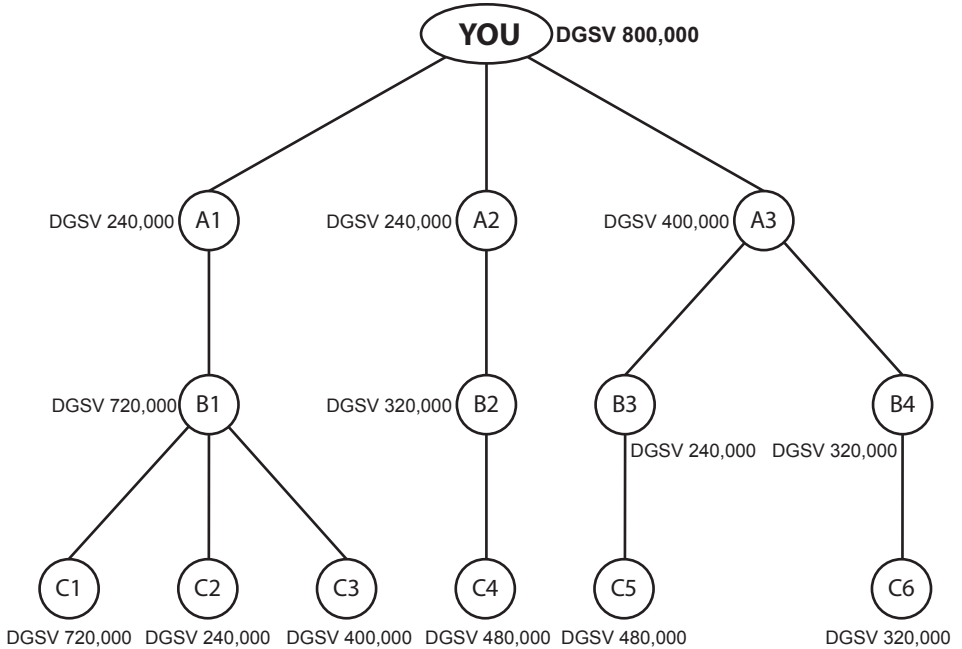 YOU DGSV 800,000
DGSV 240,000 A1 DGSV 240,000 A2 DGSV 400,000 A3
DGSV 720,000 B1 DGSV 320,000 B2 B3 B4
DGSV 240,000 DGSV 320,000
C1 C2 C3 C4 C5 C6
DGSV 720,000 DGSV 240,000 DGSV 400,000 DGSV 480,000 DGSV 480,000 DGSV 320,000